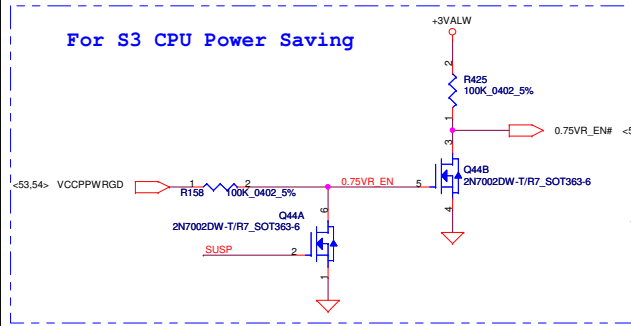 +3VALW
For S3 CPU Power Saving
2
R425
100K_0402_5%
1
0.75VR_EN# <5
3
Q44B
2N7002DW-T/R7_SOT363-6
<53,54> VCCPPWRGD
1
2
0.75VR_EN
5
R158
100K_0402_5%
4
Q44A
6
2N7002DW-T/R7_SOT363-6
SUSP
2
1